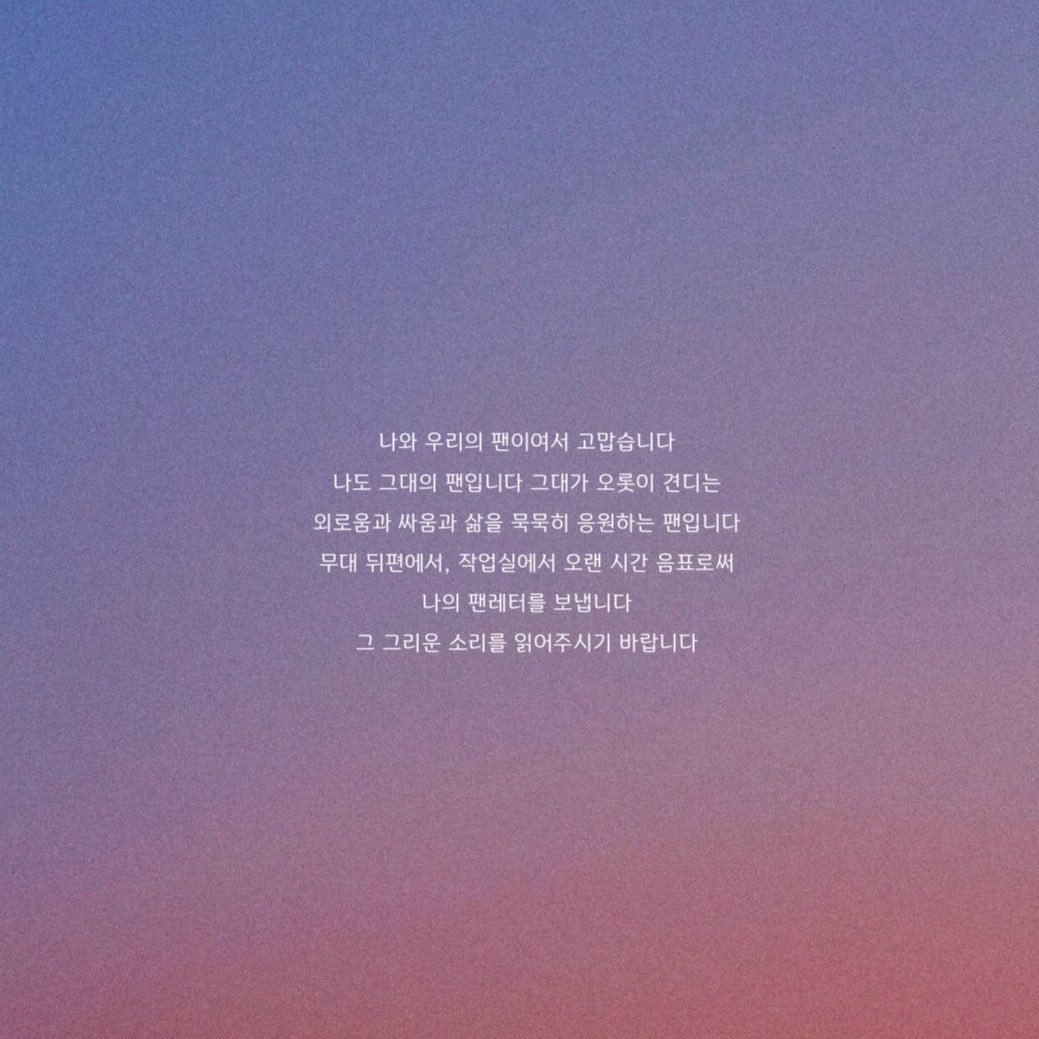 나와 우리의 팬이여서 고맙습니다
나도 그대의 팬입니다 그대가 오롯이 견디는
외로움과 싸움과 삶을 묵묵히 응원하는 팬입니다
무대 뒤편에서, 작업실에서 오랜 시간 음표로써
나의 팬레터를 보냅니다
그 그리운 소리를 읽어주시기 바랍니다